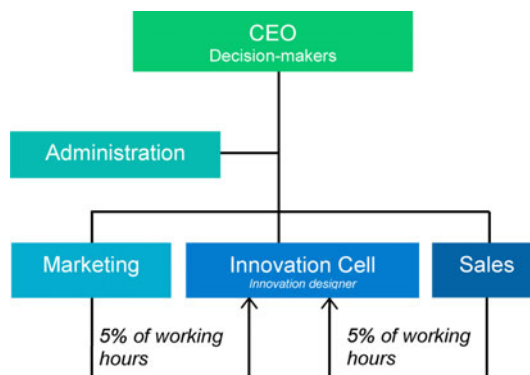 CEO
Decision-makers
Administration
Marketing
Innovation Cell
Innovation designer
Sales
5% of working
hours
5% of working
hours